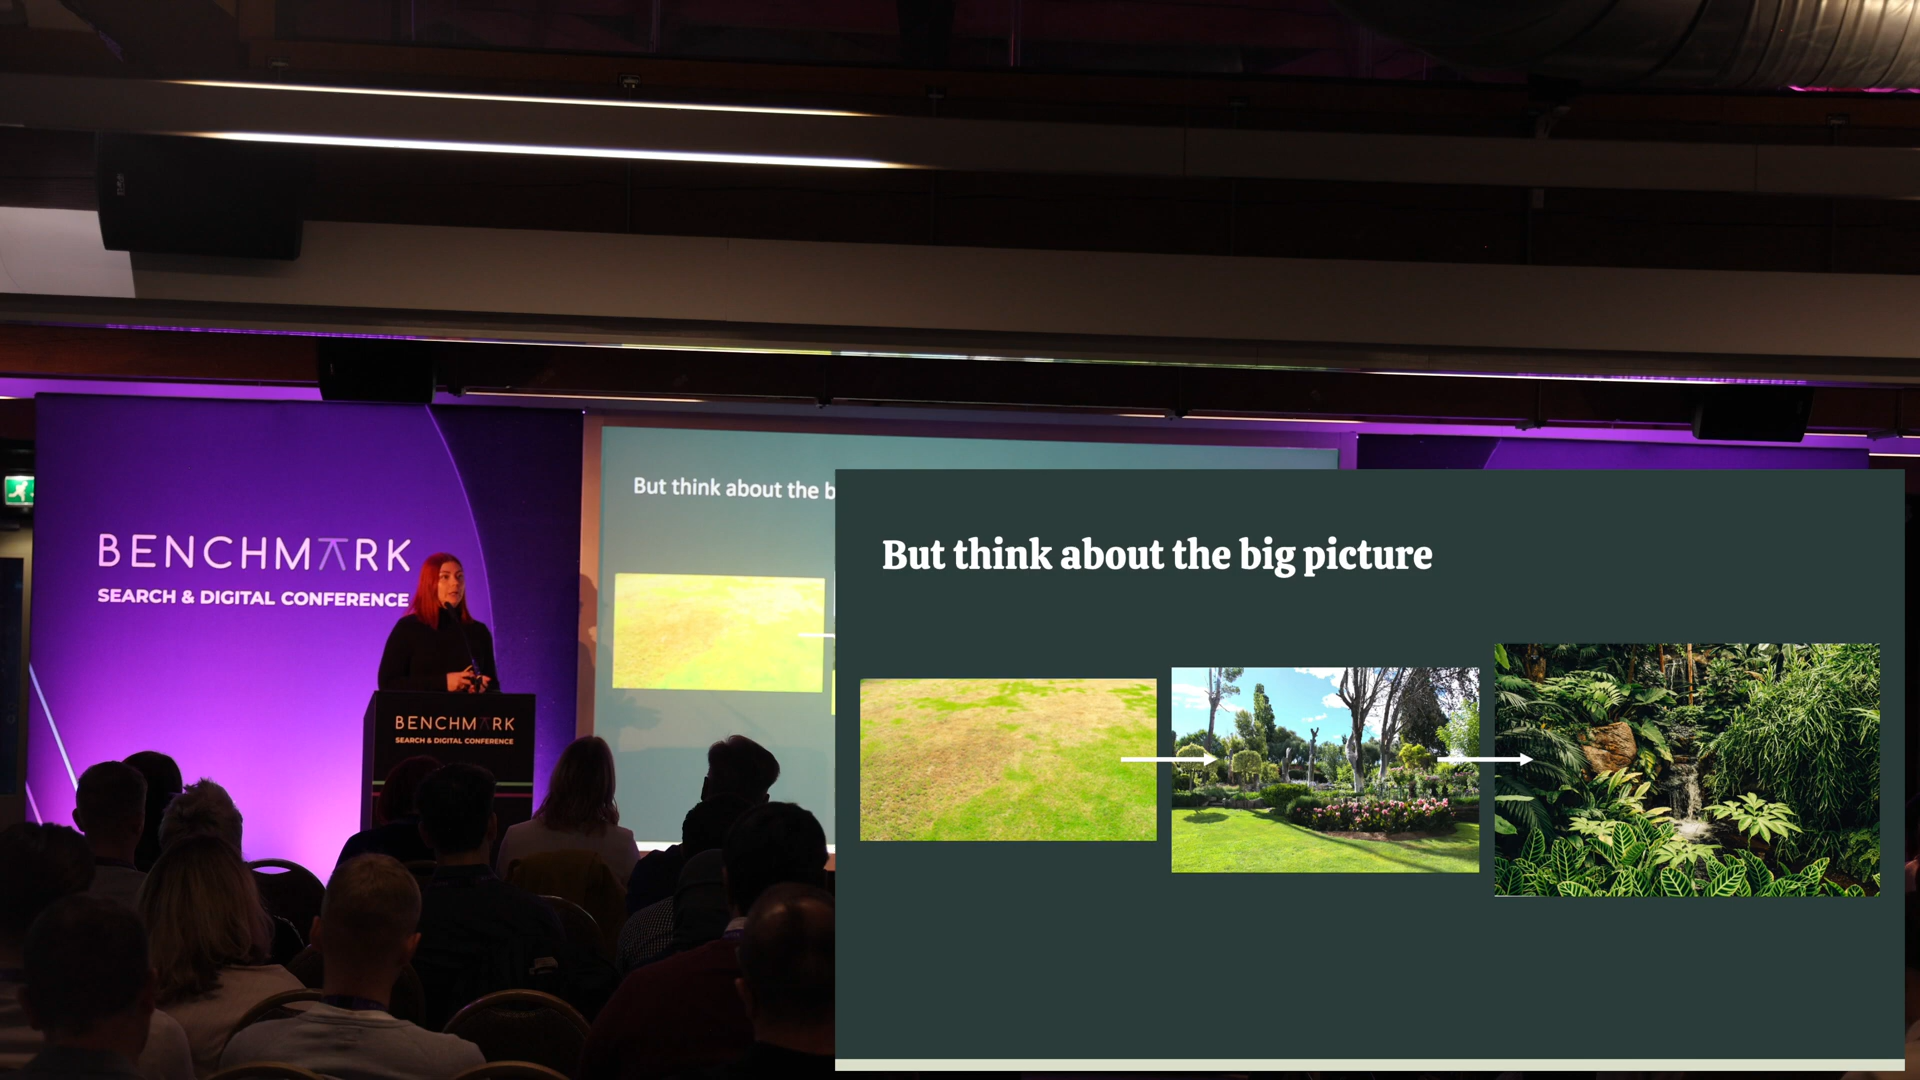 BENCHMARK
SEARCH & DIGITAL CONFERENCE
BENCHMARK
SEARCH & DIGITAL CONFERENCE
But think about the b
But think about the big picture